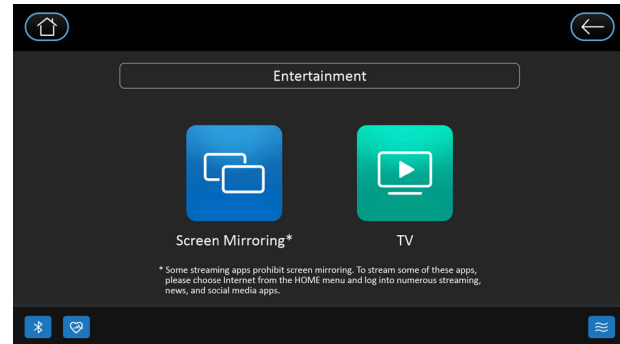 Entertainment
Screen Mirroring*
TV
* Some streaming apps prohibit screen mirroring. To stream some of these apps,
please choose Internet from the HOME menu and log into numerous streaming,
news, and social media apps.